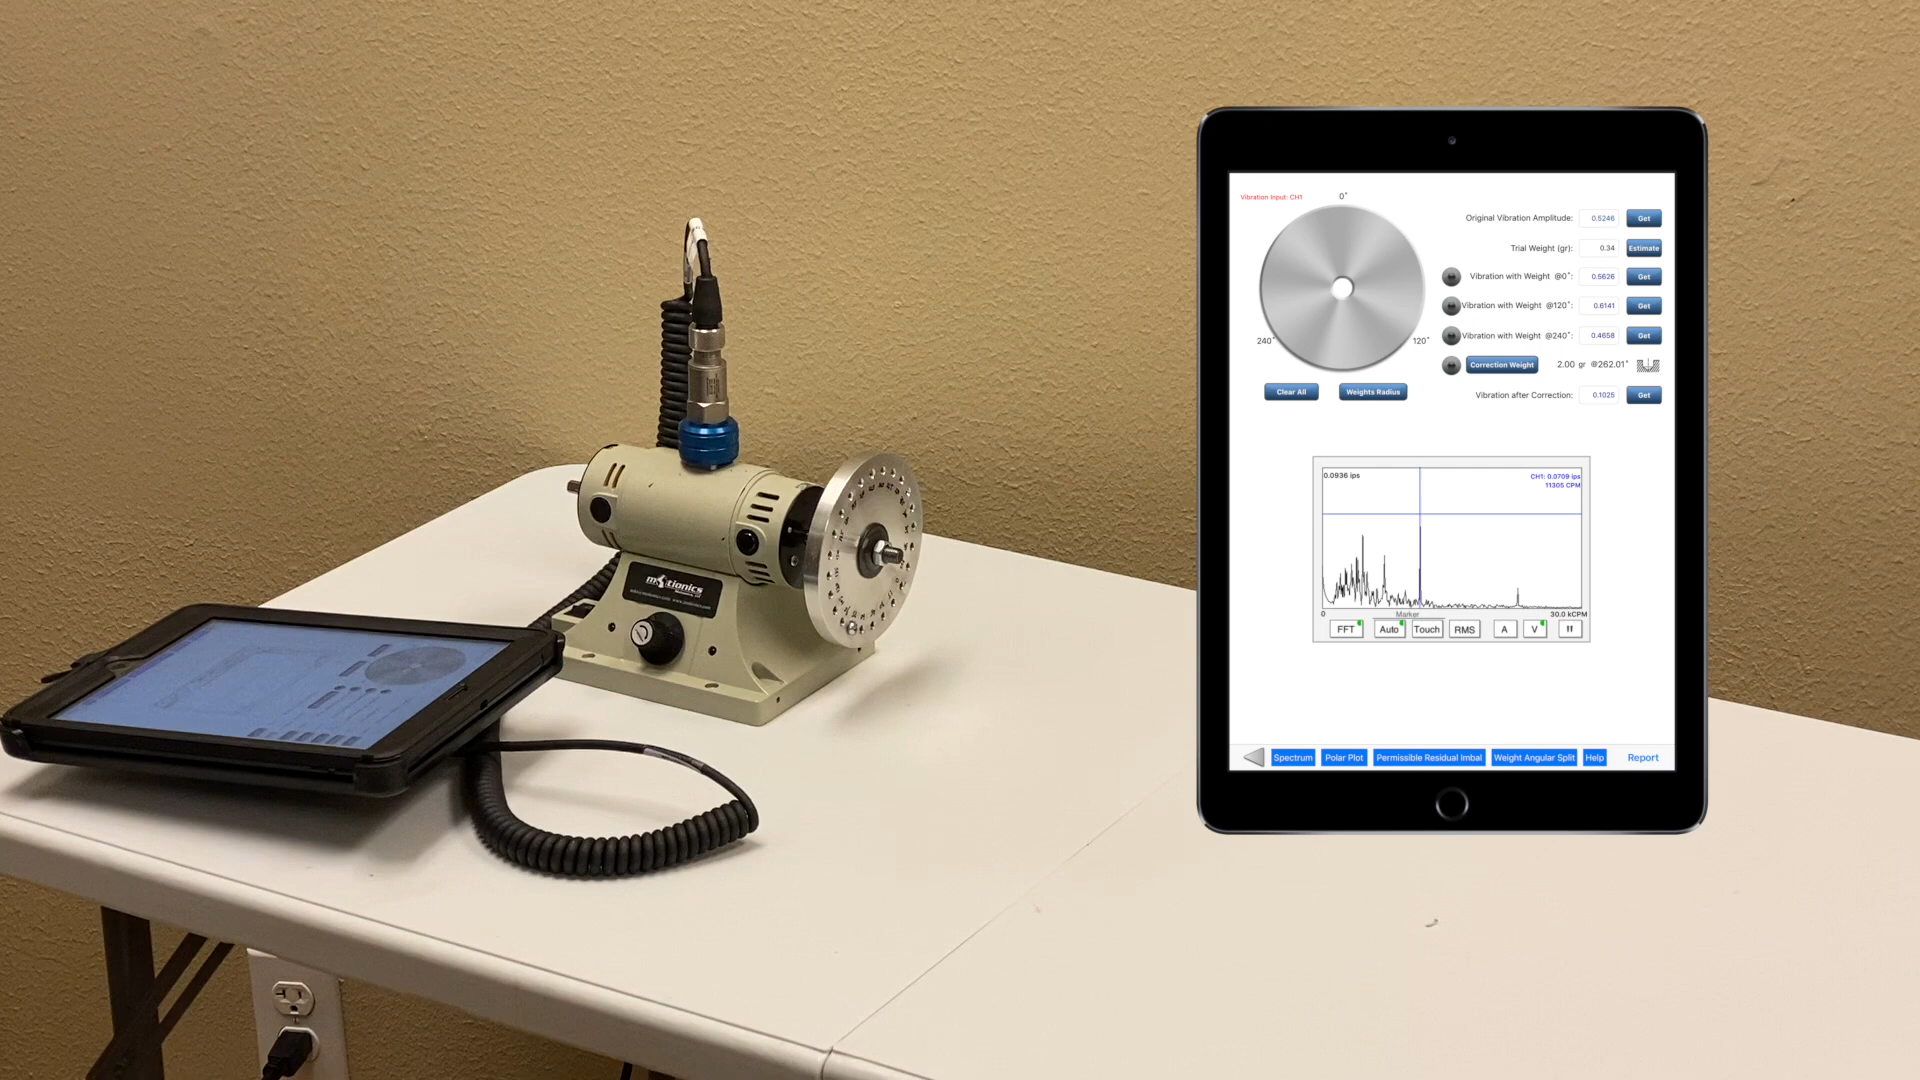 Vibration Input: CH1
0°
240°
120°
Clear All
Weights Radius
Original Vibration Amplitude: 0.5246 Get
Trial Weight (gr): 0.34 Estimate
Vibration with Weight @0°: 0.5626 Get
Vibration with Weight @120°: 0.6141 Get
Vibration with Weight @240°: 0.4658 Get
Correction Weight 2.00 gr @262.01°
Vibration after Correction: 0.1025 Get
0.0936 ips
CH1: 0.0709 ips
11305 CPM
0
Marker
30.0 kCPM
FFT Auto Touch RMS A V
Spectrum Polar Plot Permissible Residual Imbal Weight Angular Split Help Report